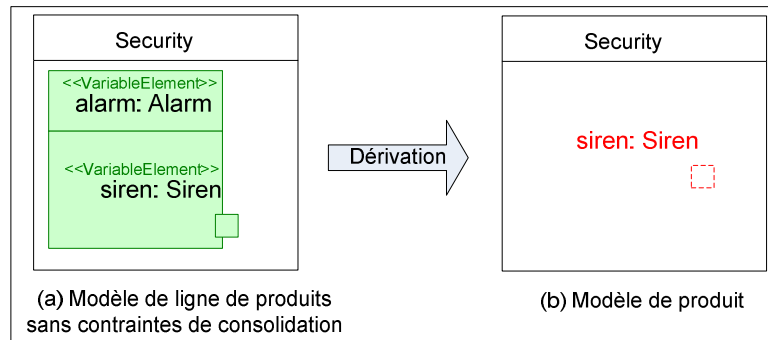 Security
<<VariableElement>>
alarm: Alarm
<<VariableElement>>
siren: Siren
Dérivation
Security
siren: Siren
(a) Modèle de ligne de produits
sans contraintes de consolidation
(b) Modèle de produit